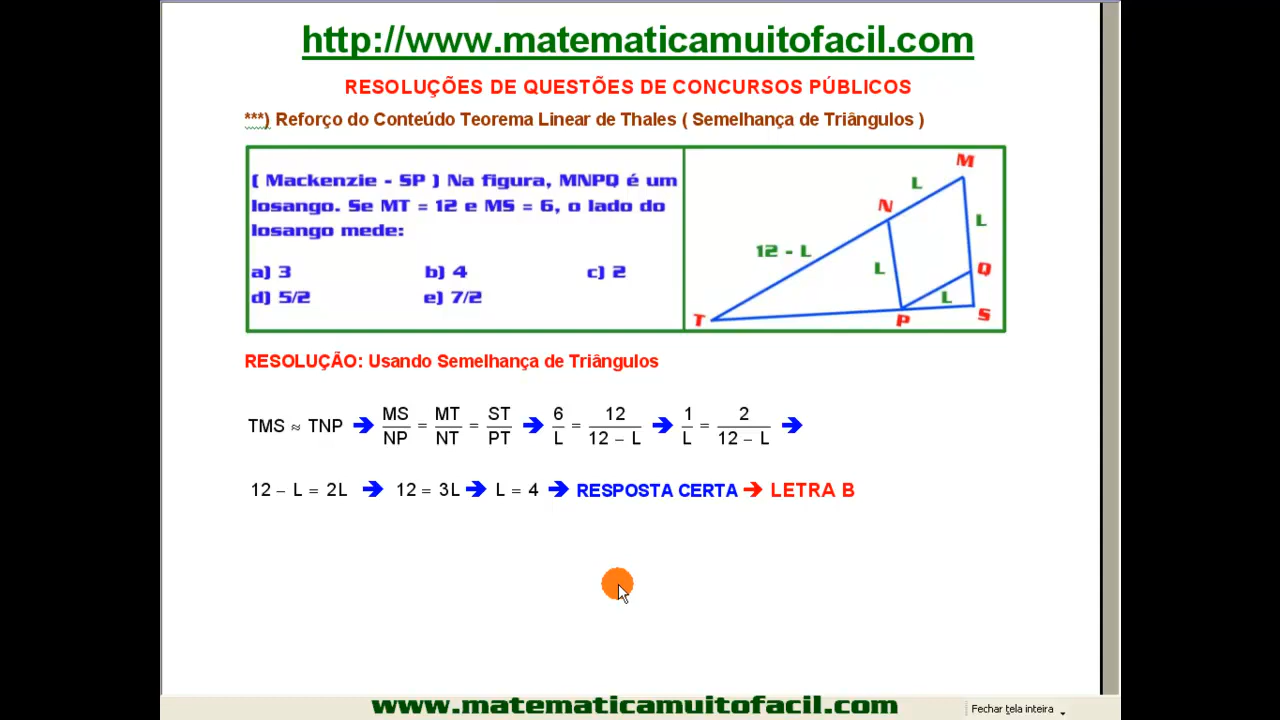 http://www.matematicamuitofacil.com
RESOLUÇÕES DE QUESTÕES DE CONCURSOS PÚBLICOS
***) Reforço do Conteúdo Teorema Linear de Thales ( Semelhança de Triângulos )
( Mackenzie - SP ) Na figura, MNPQ é um
losango. Se MT = 12 e MS = 6, o lado do
losango mede:
a) 3 b) 4 c) 2
d) 5/2 e) 7/2
M
L
N
L
12 - L
L
Q
L
T
P
S
RESOLUÇÃO: Usando Semelhança de Triângulos
TMS ≈ TNP ➔ MS/NP = MT/NT = ST/PT ➔ 6/L = 12/(12 – L) ➔ 1/L = 2/(12 – L) ➔
12 – L = 2L ➔ 12 = 3L ➔ L = 4 ➔ RESPOSTA CERTA ➔ LETRA B
www.matematicamuitofacil.com
Fechar tela inteira